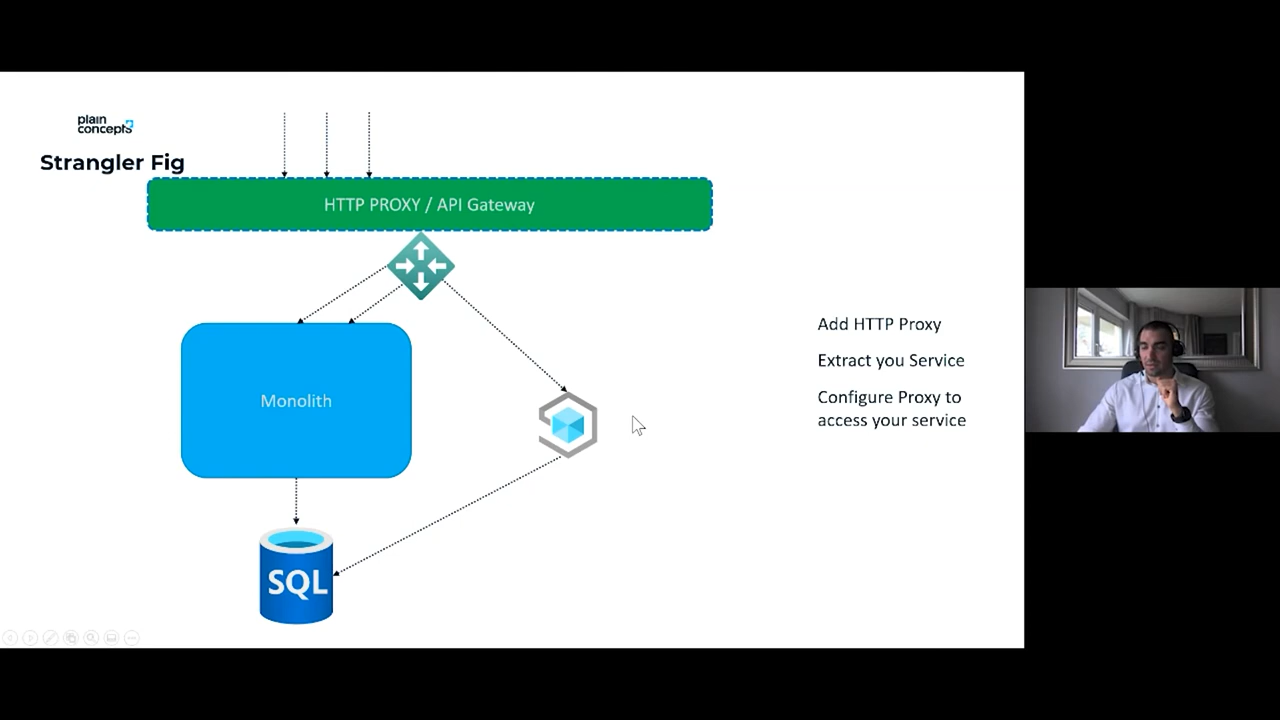 plain
concepts
Strangler Fig
HTTP PROXY / API Gateway
Monolith
SQL
Add HTTP Proxy
Extract you Service
Configure Proxy to
access your service